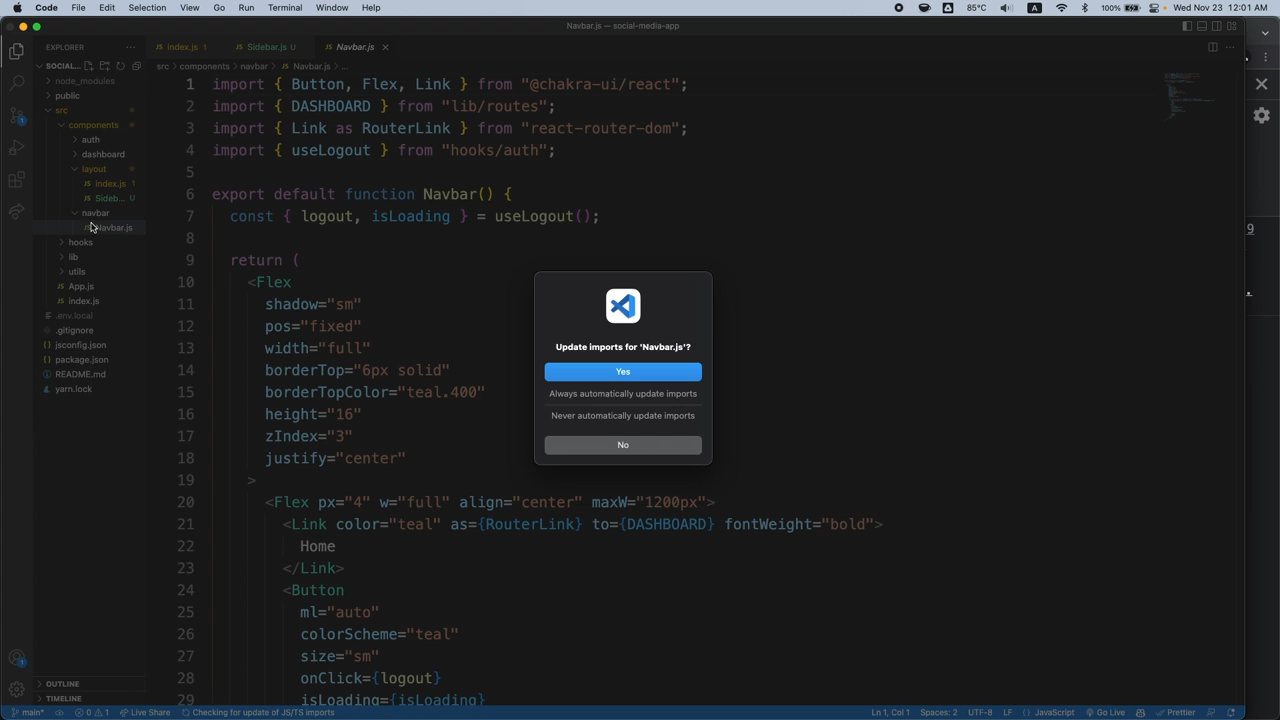 Code File Edit Selection View Go Run Terminal Window Help
85°C A 100% Wed Nov 23 12:01 AM
Navbar.js — social-media-app
EXPLORER
SOCIAL...
node_modules
public
src
components
auth
dashboard
layout
index.js 1
Sideb... U
navbar
Navbar.js
hooks
lib
utils
App.js
index.js
.env.local
.gitignore
jsconfig.json
package.json
README.md
yarn.lock
OUTLINE
TIMELINE
index.js 1 Sidebar.js U Navbar.js
src > components > navbar > JS Navbar.js > ...
1 import { Button, Flex, Link } from "@chakra-ui/react";
2 import { DASHBOARD } from "lib/routes";
3 import { Link as RouterLink } from "react-router-dom";
4 import { useLogout } from "hooks/auth";
5
6 export default function Navbar() {
7 const { logout, isLoading } = useLogout();
8
9 return (
10 <Flex
11 shadow="sm"
12 pos="fixed"
13 width="full"
14 borderTop="6px solid"
15 borderTopColor="teal.400"
16 height="16"
17 zIndex="3"
18 justify="center"
19 >
20 <Flex px="4" w="full" align="center" maxW="1200px">
21 <Link color="teal" as={RouterLink} to={DASHBOARD} fontWeight="bold">
22 Home
23 </Link>
24 <Button
25 ml="auto"
26 colorScheme="teal"
27 size="sm"
28 onClick={logout}
29 isLoading={isLoading}
Update imports for 'Navbar.js'?
Yes
Always automatically update imports
Never automatically update imports
No
9
main* 0 1 Live Share Checking for update of JS/TS imports Ln 1, Col 1 Spaces: 2 UTF-8 LF JavaScript Go Live Prettier